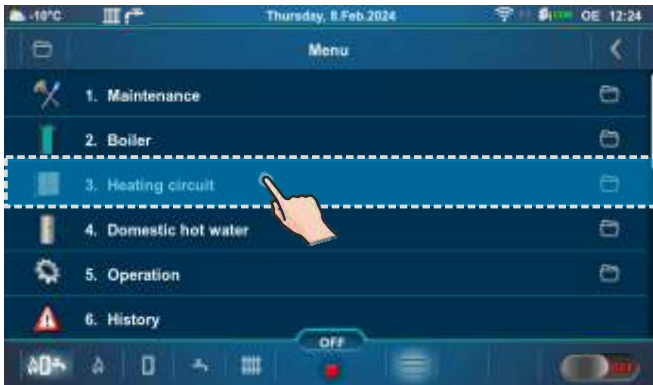 -10°C Thursday, 8.Feb.2024 OE 12:24
Menu
1. Maintenance
2. Boiler
3. Heating circuit
4. Domestic hot water
5. Operation
6. History
OFF
OFF